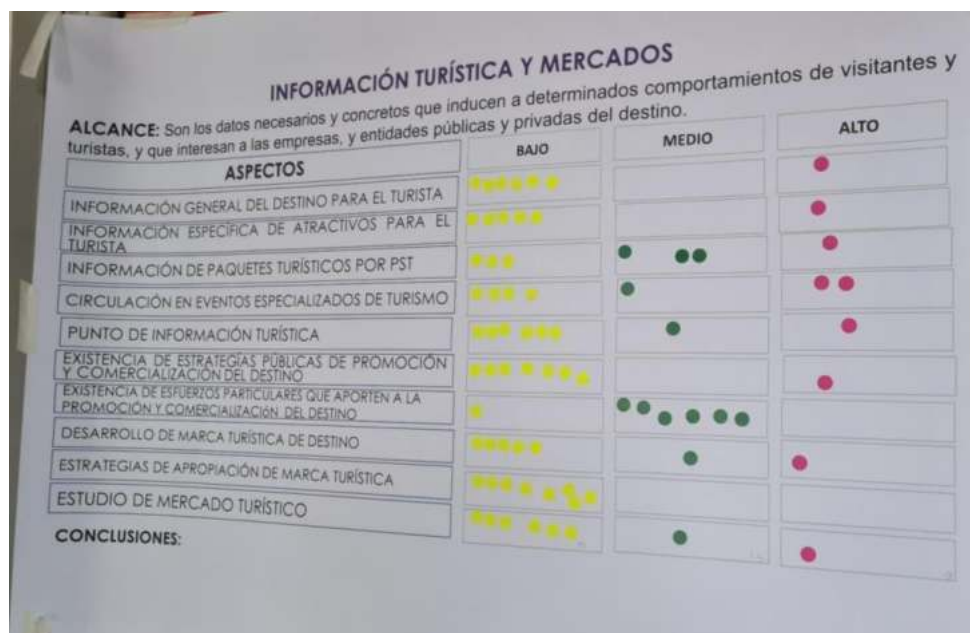 INFORMACIÓN TURÍSTICA Y MERCADOS
ALCANCE: Son los datos necesarios y concretos que inducen a determinados comportamientos de visitantes y
turistas, y que interesan a las empresas, y entidades públicas y privadas del destino.
ASPECTOS BAJO MEDIO ALTO
INFORMACIÓN GENERAL DEL DESTINO PARA EL TURISTA
INFORMACIÓN ESPECÍFICA DE ATRACTIVOS PARA EL
TURISTA
INFORMACIÓN DE PAQUETES TURÍSTICOS POR PST
CIRCULACIÓN EN EVENTOS ESPECIALIZADOS DE TURISMO
PUNTO DE INFORMACIÓN TURÍSTICA
EXISTENCIA DE ESTRATEGÍAS PÚBLICAS DE PROMOCIÓN
Y COMERCIALIZACIÓN DEL DESTINO
EXISTENCIA DE ESFUERZOS PARTICULARES QUE APORTEN A LA
PROMOCIÓN Y COMERCIALIZACIÓN DEL DESTINO
DESARROLLO DE MARCA TURÍSTICA DE DESTINO
ESTRATEGIAS DE APROPIACIÓN DE MARCA TURÍSTICA
ESTUDIO DE MERCADO TURÍSTICO
CONCLUSIONES: